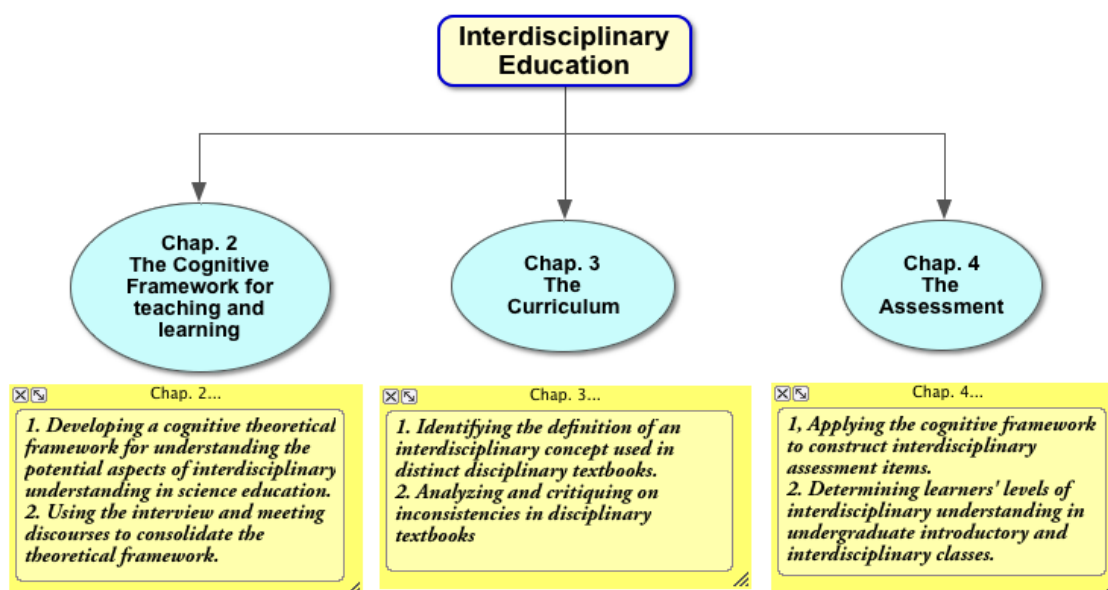 Interdisciplinary
Education
Chap. 2
The Cognitive
Framework for
teaching and
learning
Chap. 3
The
Curriculum
Chap. 4
The
Assessment
Chap. 2...
1. Developing a cognitive theoretical
framework for understanding the
potential aspects of interdisciplinary
understanding in science education.
2. Using the interview and meeting
discourses to consolidate the
theoretical framework.
Chap. 3...
1. Identifying the definition of an
interdisciplinary concept used in
distinct disciplinary textbooks.
2. Analyzing and critiquing on
inconsistencies in disciplinary
textbooks
Chap. 4...
1, Applying the cognitive framework
to construct interdisciplinary
assessment items.
2. Determining learners' levels of
interdisciplinary understanding in
undergraduate introductory and
interdisciplinary classes.